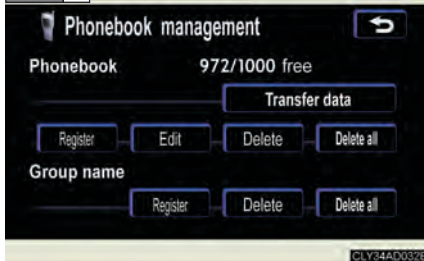 Phonebook management
Phonebook 972/1000 free
Transfer data
Register Edit Delete Delete all
Group name
Register Delete Delete all
CLY34AD032E